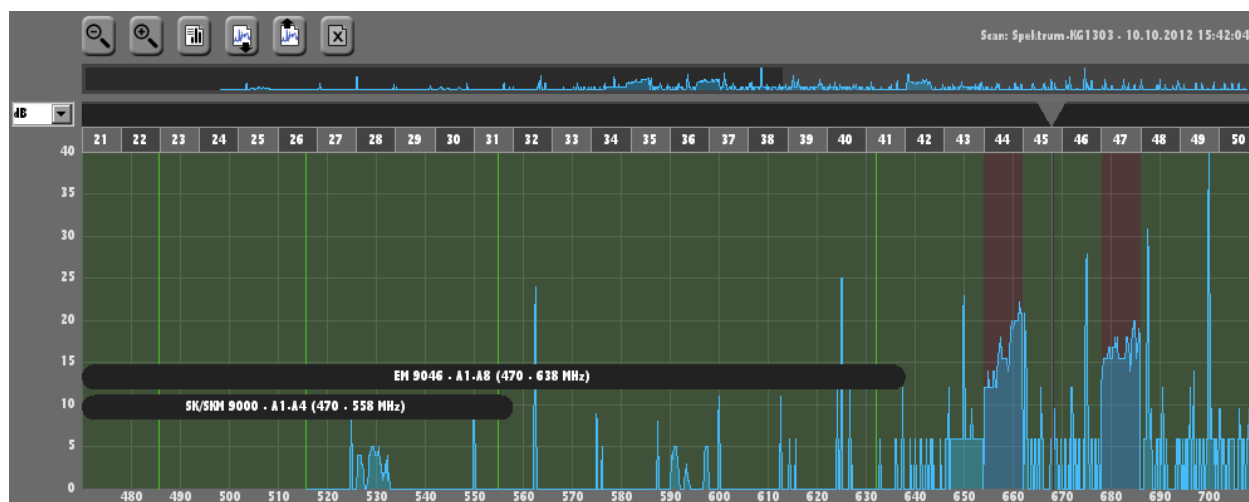 Scan: Spektrum-KG1303 - 10.10.2012 15:42:04
dB
21 22 23 24 25 26 27 28 29 30 31 32 33 34 35 36 37 38 39 40 41 42 43 44 45 46 47 48 49 50
40
35
30
25
20
15
EM 9046 - A1-A8 (470 - 638 MHz)
10
SK/SKM 9000 - A1-A4 (470 - 558 MHz)
5
0
480 490 500 510 520 530 540 550 560 570 580 590 600 610 620 630 640 650 660 670 680 690 700